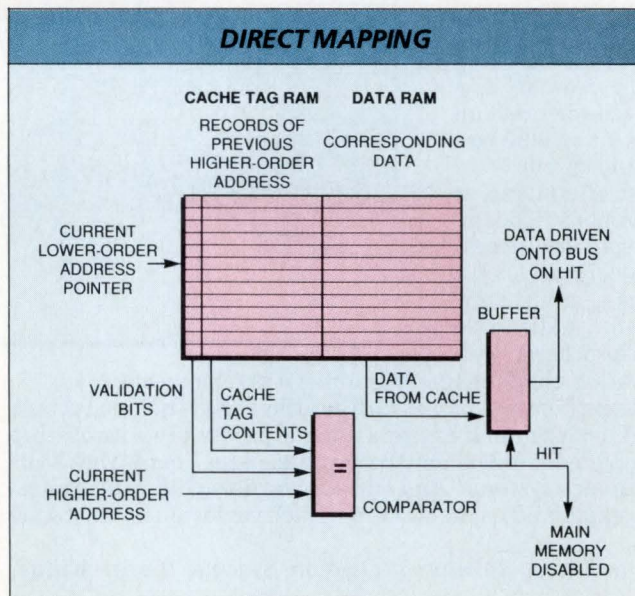 DIRECT MAPPING
CACHE TAG RAM
DATA RAM
RECORDS OF
PREVIOUS
HIGHER-ORDER
ADDRESS
CORRESPONDING
DATA
CURRENT
LOWER-ORDER
ADDRESS
POINTER
DATA DRIVEN
ONTO BUS
ON HIT
BUFFER
VALIDATION
BITS
CACHE
TAG
CONTENTS
DATA
FROM CACHE
CURRENT
HIGHER-ORDER
ADDRESS
=
COMPARATOR
HIT
MAIN
MEMORY
DISABLED